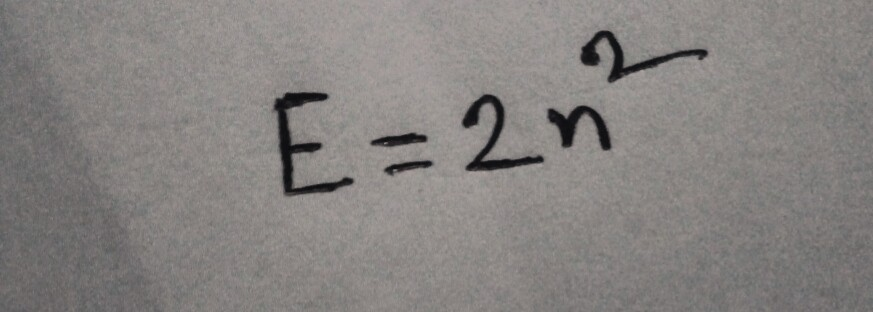 E = 2n²